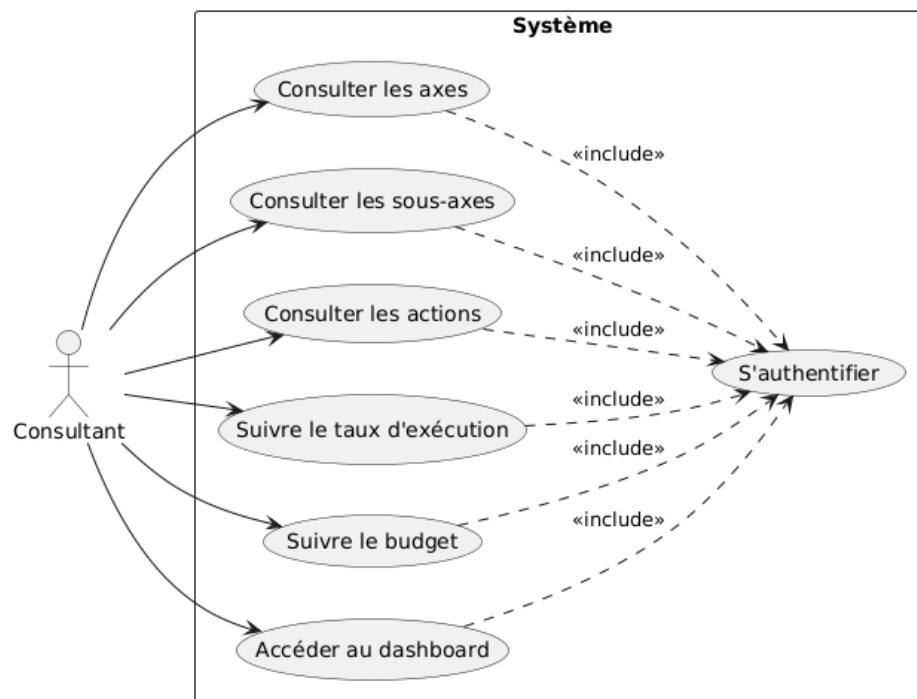 Système
Consulter les axes
«include»
Consulter les sous-axes
«include»
Consulter les actions
«include»
S'authentifier
Consultant
Suivre le taux d'exécution
«include»
«include»
Suivre le budget
«include»
Accéder au dashboard